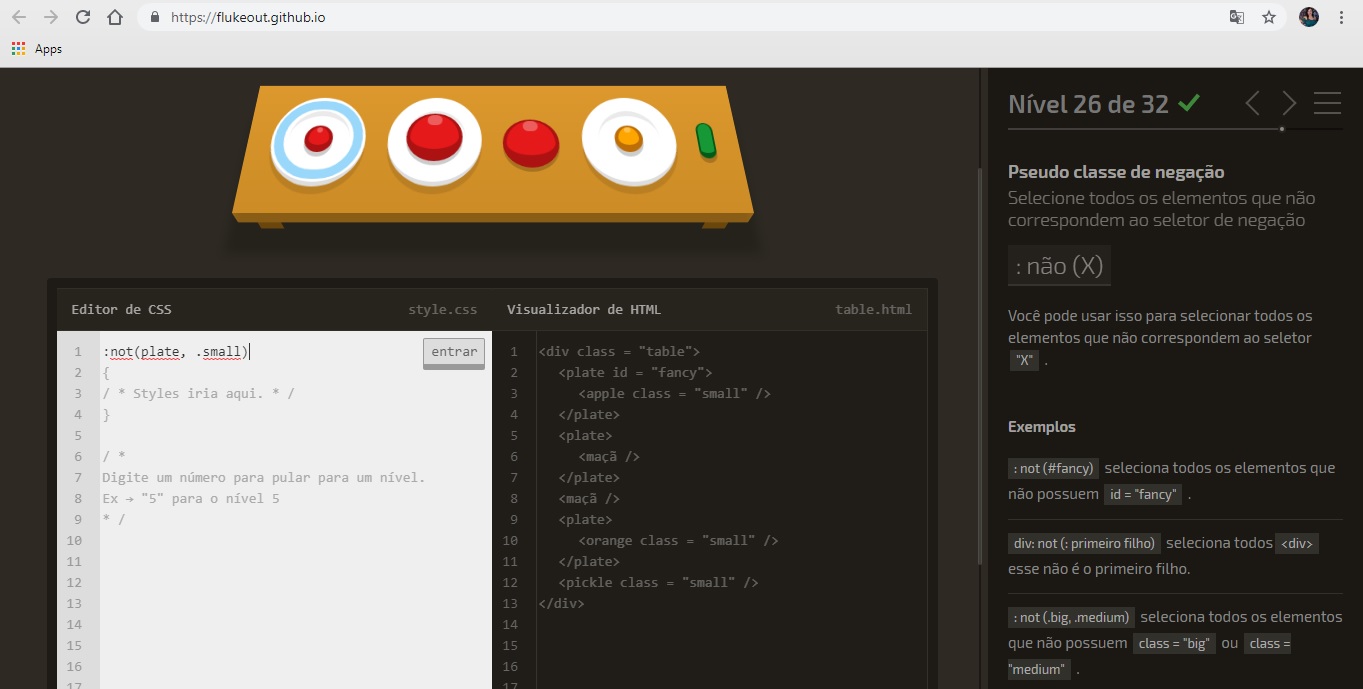 https://flukeout.github.io
Apps
Nível 26 de 32
Pseudo classe de negação
Selecione todos os elementos que não
correspondem ao seletor de negação
: não (X)
Você pode usar isso para selecionar todos os
elementos que não correspondem ao seletor
"X" .
Exemplos
: not (#fancy) seleciona todos os elementos que
não possuem id = "fancy" .
div: not (: primeiro filho) seleciona todos <div>
esse não é o primeiro filho.
: not (.big, .medium) seleciona todos os elementos
que não possuem class = "big" ou class =
"medium" .
Editor de CSS style.css
1 :not(plate, .small) entrar
2 {
3 / * Styles iria aqui. * /
4 }
5
6 / *
7 Digite um número para pular para um nível.
8 Ex → "5" para o nível 5
9 * /
10
11
12
13
14
15
16
17
Visualizador de HTML table.html
1 <div class = "table">
2 <plate id = "fancy">
3 <apple class = "small" />
4 </plate>
5 <plate>
6 <maçã />
7 </plate>
8 <maçã />
9 <plate>
10 <orange class = "small" />
11 </plate>
12 <pickle class = "small" />
13 </div>
14
15
16
17